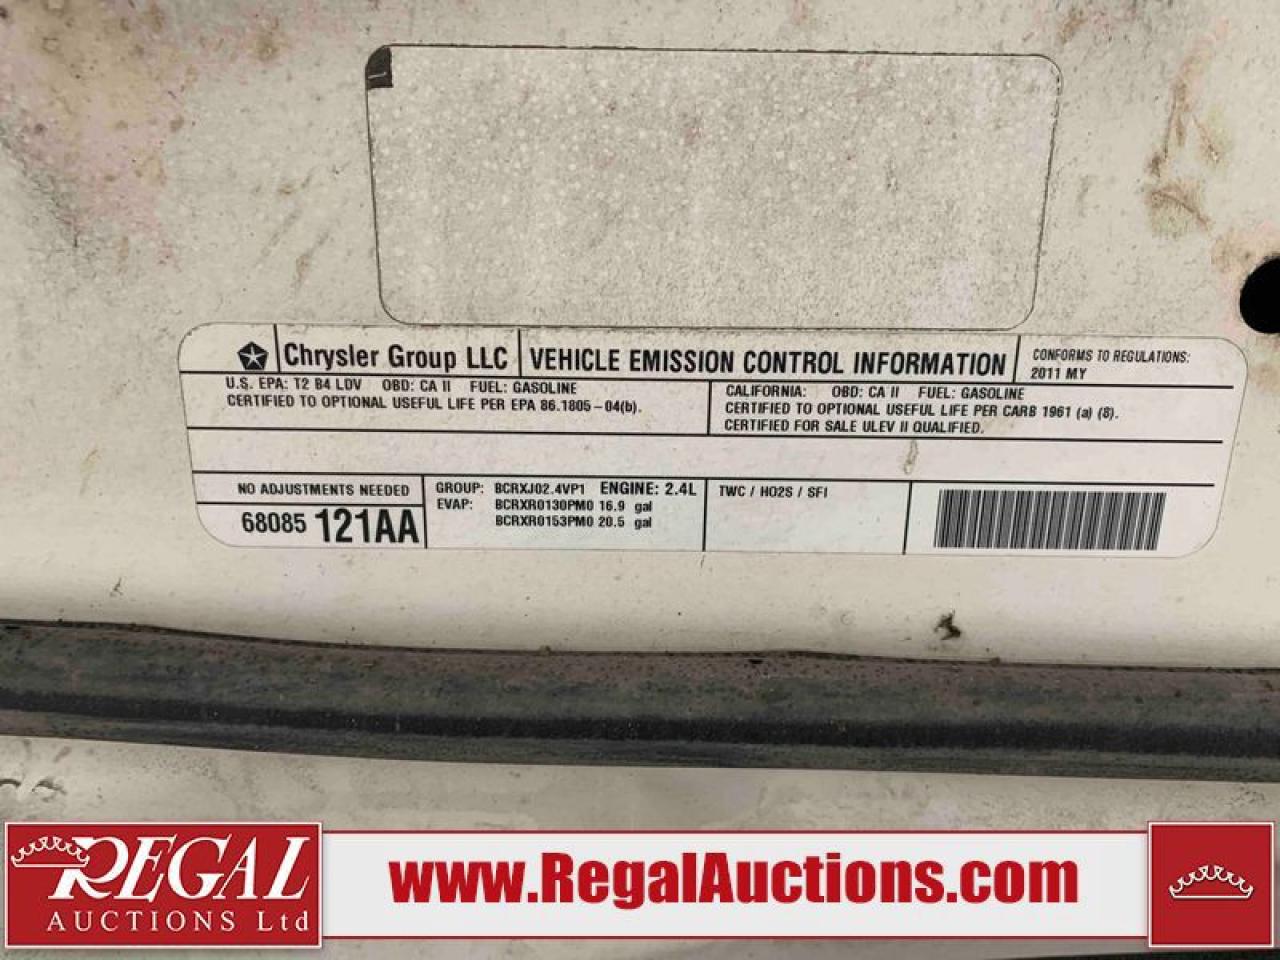 Chrysler Group LLC
VEHICLE EMISSION CONTROL INFORMATION
CONFORMS TO REGULATIONS:
2011 MY
U.S. EPA: T2 B4 LDV OBD: CA II FUEL: GASOLINE
CERTIFIED TO OPTIONAL USEFUL LIFE PER EPA 86.1805-04(b).
CALIFORNIA: OBD: CA II FUEL: GASOLINE
CERTIFIED TO OPTIONAL USEFUL LIFE PER CARB 1961 (a) (8).
CERTIFIED FOR SALE ULEV II QUALIFIED.
NO ADJUSTMENTS NEEDED
68085 121AA
GROUP: BCRXJ02.4VP1 ENGINE: 2.4L
EVAP: BCRXR0130PM0 16.9 gal
BCRXR0153PM0 20.5 gal
TWC / HO2S / SFI
REGAL
AUCTIONS Ltd
www.RegalAuctions.com